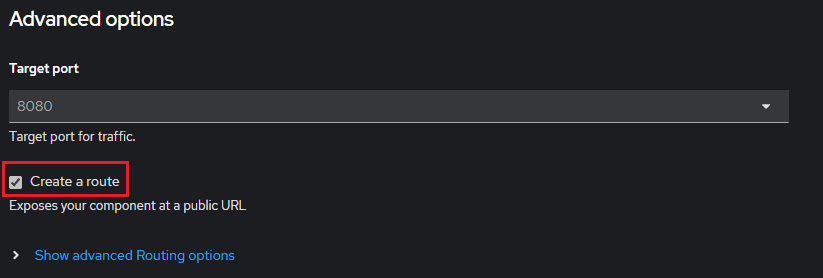 Advanced options
Target port
8080
Target port for traffic.
Create a route
Exposes your component at a public URL
Show advanced Routing options